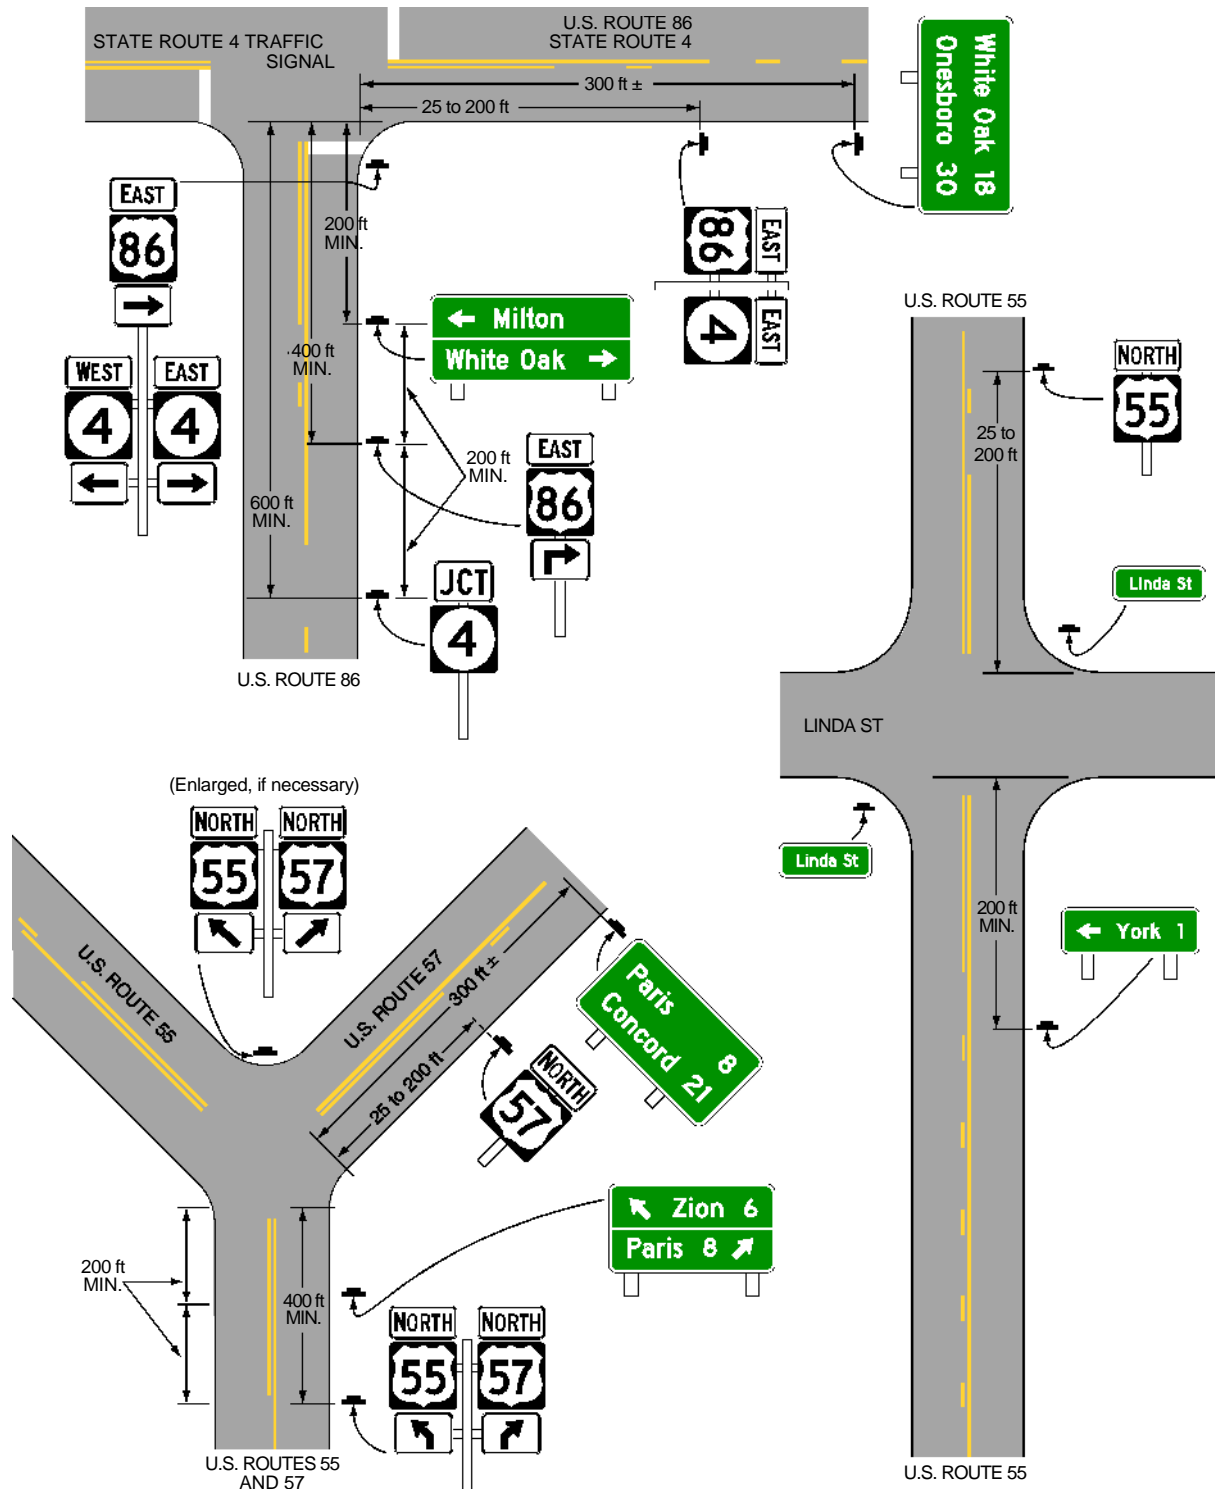 U.S. ROUTE 86
STATE ROUTE 4
STATE ROUTE 4 TRAFFIC
SIGNAL
300 ft ±
25 to 200 ft
White Oak 18
Onesboro 30
EAST
86
WEST
4
EAST
4
200 ft
MIN.
400 ft
MIN.
600 ft
MIN.
200 ft
MIN.
Milton
White Oak
EAST
86
JCT
4
U.S. ROUTE 86
86
EAST
4
EAST
U.S. ROUTE 55
NORTH
55
25 to
200 ft
Linda St
LINDA ST
Linda St
200 ft
MIN.
York 1
U.S. ROUTE 55
(Enlarged, if necessary)
NORTH
55
NORTH
57
U.S. ROUTE 55
U.S. ROUTE 57
300 ft ±
25 to 200 ft
Paris 8
Concord 21
NORTH
57
Zion 6
Paris 8
200 ft
MIN.
400 ft
MIN.
NORTH
55
NORTH
57
U.S. ROUTES 55
AND 57